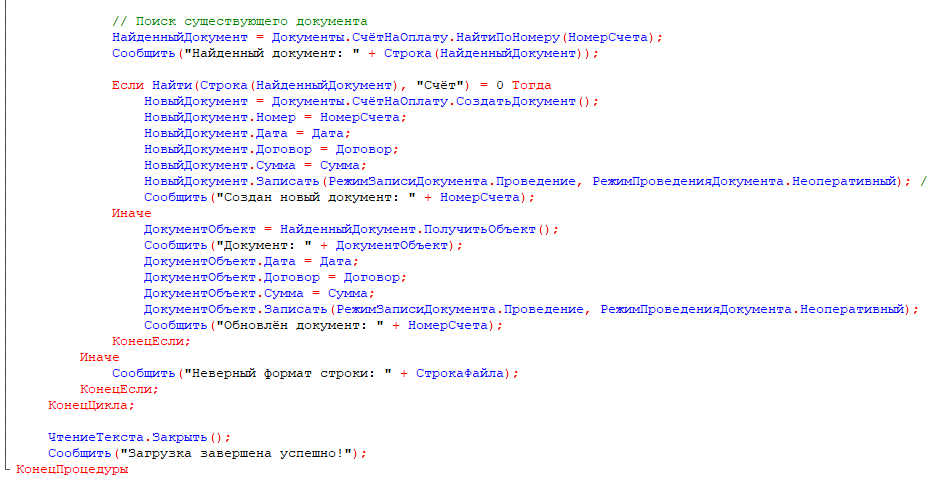 // Поиск существующего документа
НайденныйДокумент = Документы.СчётНаОплату.НайтиПоНомеру(НомерСчета);
Сообщить("Найденный документ: " + Строка(НайденныйДокумент));
Если Найти(Строка(НайденныйДокумент), "Счёт") = 0 Тогда
НовыйДокумент = Документы.СчётНаОплату.СоздатьДокумент();
НовыйДокумент.Номер = НомерСчета;
НовыйДокумент.Дата = Дата;
НовыйДокумент.Договор = Договор;
НовыйДокумент.Сумма = Сумма;
НовыйДокумент.Записать(РежимЗаписиДокумента.Проведение, РежимПроведенияДокумента.Неоперативный); /
Сообщить("Создан новый документ: " + НомерСчета);
Иначе
ДокументОбъект = НайденныйДокумент.ПолучитьОбъект();
Сообщить("Документ: " + ДокументОбъект);
ДокументОбъект.Дата = Дата;
ДокументОбъект.Договор = Договор;
ДокументОбъект.Сумма = Сумма;
ДокументОбъект.Записать(РежимЗаписиДокумента.Проведение, РежимПроведенияДокумента.Неоперативный);
Сообщить("Обновлён документ: " + НомерСчета);
КонецЕсли;
Иначе
Сообщить("Неверный формат строки: " + СтрокаФайла);
КонецЕсли;
КонецЦикла;
ЧтениеТекста.Закрыть();
Сообщить("Загрузка завершена успешно!");
КонецПроцедуры